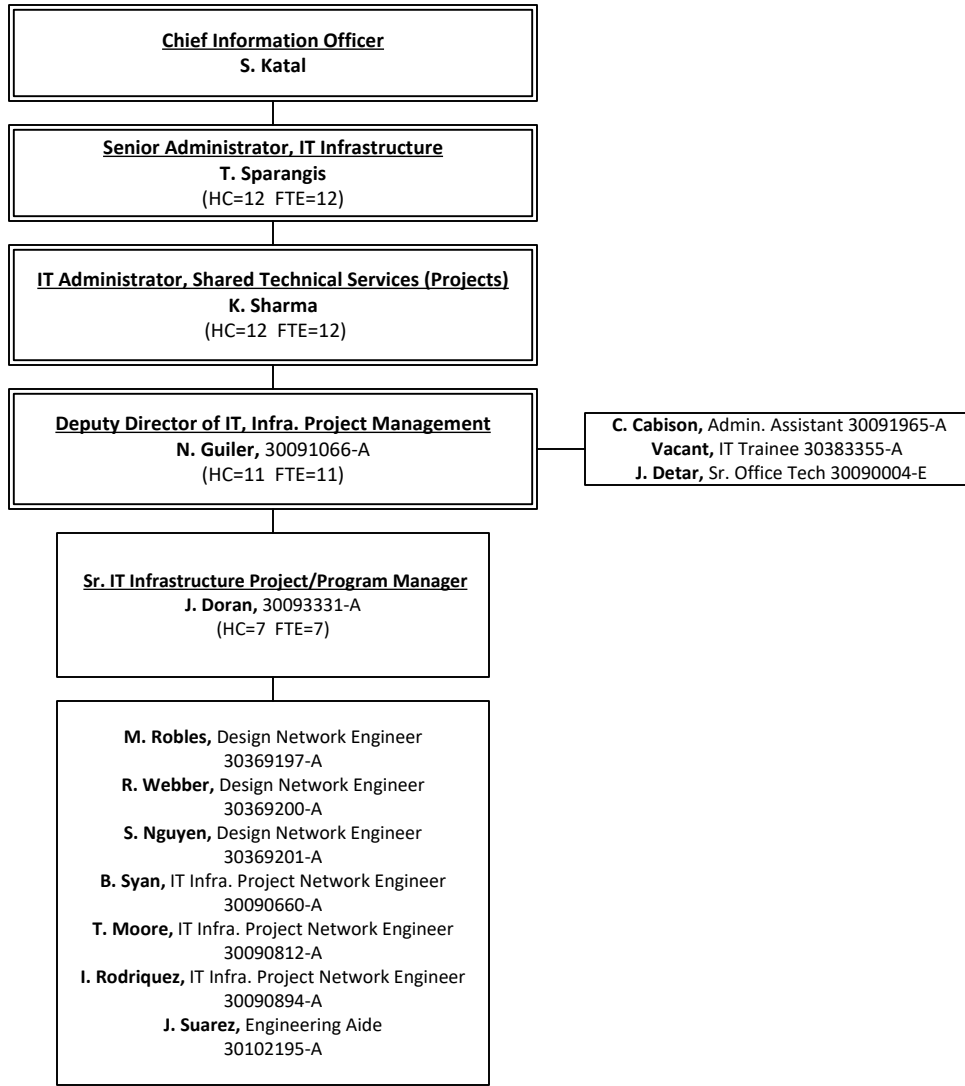 Chief Information Officer
S. Katal
Senior Administrator, IT Infrastructure
T. Sparangis
(HC=12 FTE=12)
IT Administrator, Shared Technical Services (Projects)
K. Sharma
(HC=12 FTE=12)
Deputy Director of IT, Infra. Project Management
N. Guiler, 30091066-A
(HC=11 FTE=11)
C. Cabison, Admin. Assistant 30091965-A
Vacant, IT Trainee 30383355-A
J. Detar, Sr. Office Tech 30090004-E
Sr. IT Infrastructure Project/Program Manager
J. Doran, 30093331-A
(HC=7 FTE=7)
M. Robles, Design Network Engineer
30369197-A
R. Webber, Design Network Engineer
30369200-A
S. Nguyen, Design Network Engineer
30369201-A
B. Syan, IT Infra. Project Network Engineer
30090660-A
T. Moore, IT Infra. Project Network Engineer
30090812-A
I. Rodriquez, IT Infra. Project Network Engineer
30090894-A
J. Suarez, Engineering Aide
30102195-A